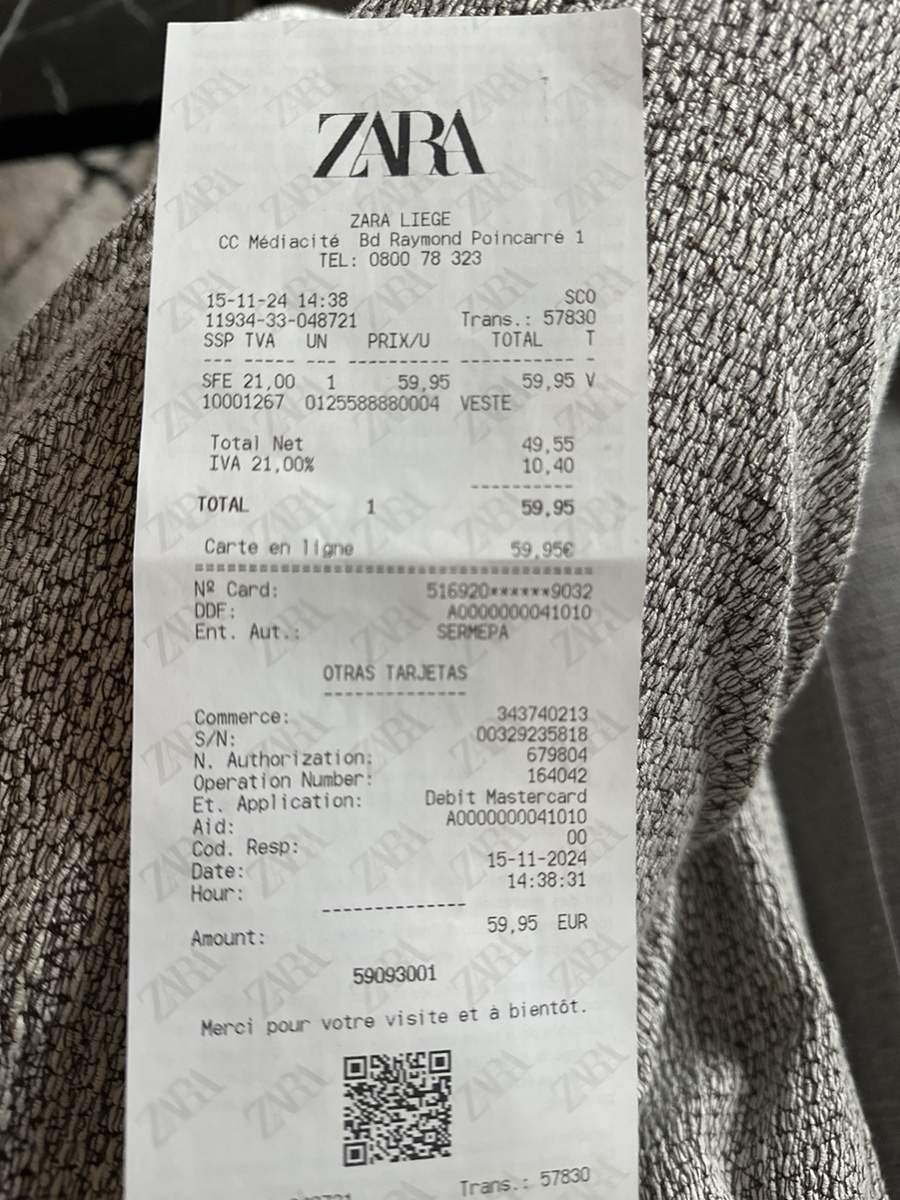 ZARA
ZARA LIEGE
CC Médiacité Bd Raymond Poincarré 1
TEL: 0800 78 323
15-11-24 14:38 SCO
11934-33-048721 Trans.: 57830
SSP TVA UN PRIX/U TOTAL T
--- ----- --- ---------- ----------- -
SFE 21,00 1 59,95 59,95 V
10001267 0125588880004 VESTE
Total Net 49,55
IVA 21,00% 10,40
----------
TOTAL 1 59,95
Carte en ligne 59,95€
==========================================
Nº Card: 516920******9032
DDF: A0000000041010
Ent. Aut.: SERMEPA
OTRAS TARJETAS
--------------
Commerce: 343740213
S/N: 00329235818
N. Authorization: 679804
Operation Number: 164042
Et. Application: Debit Mastercard
Aid: A0000000041010
Cod. Resp: 00
Date: 15-11-2024
Hour: 14:38:31
--------------
Amount: 59,95 EUR
59093001
Merci pour votre visite et à bientôt.
Trans.: 57830